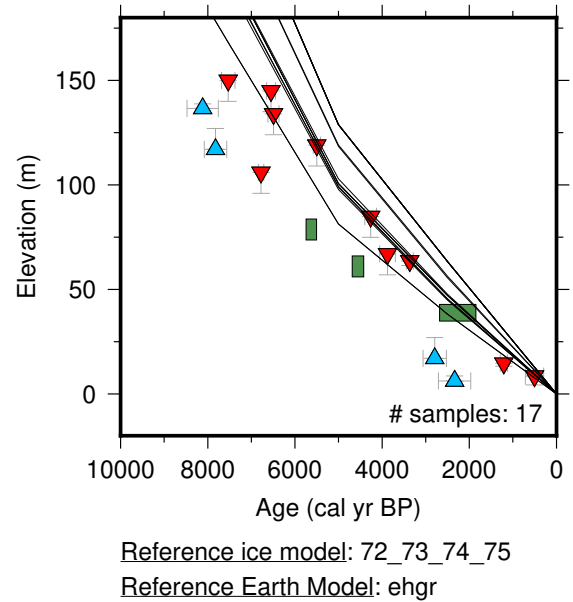 150
100
50
0
Elevation (m)
# samples: 17
10000 8000 6000 4000 2000 0
Age (cal yr BP)
Reference ice model: 72_73_74_75
Reference Earth Model: ehgr